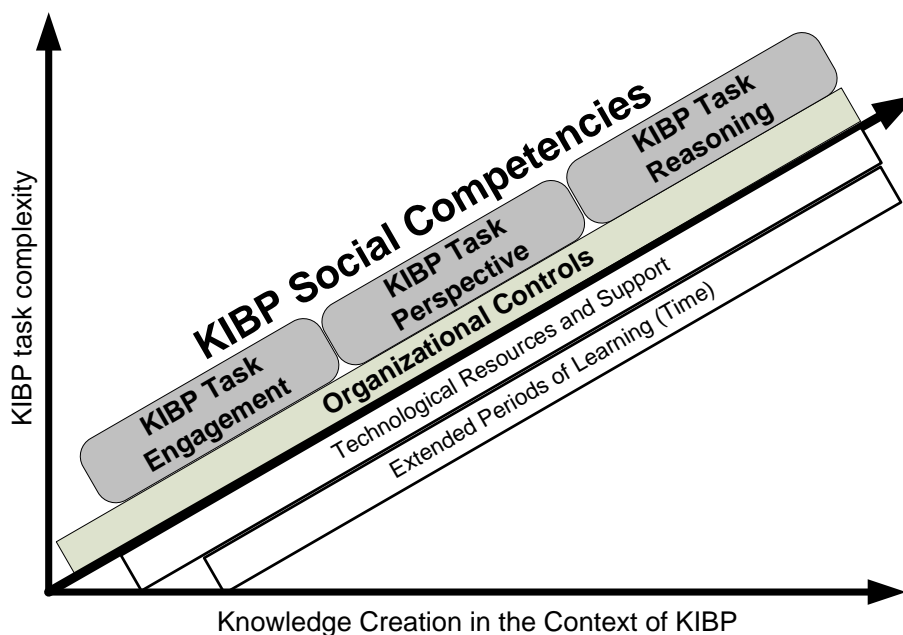 KIBP task complexity
KIBP Social Competencies
KIBP Task
Engagement
KIBP Task
Perspective
KIBP Task
Reasoning
Organizational Controls
Technological Resources and Support
Extended Periods of Learning (Time)
Knowledge Creation in the Context of KIBP